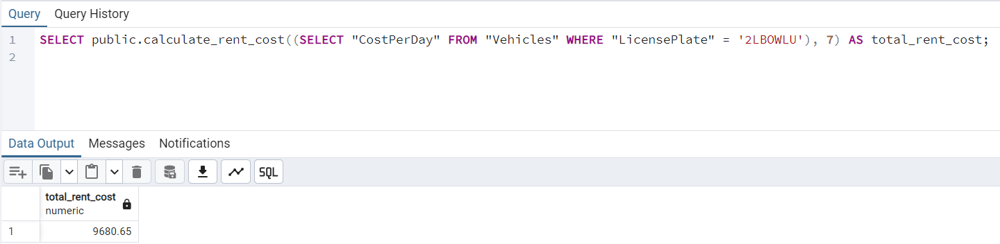 Query Query History
1 SELECT public.calculate_rent_cost((SELECT "CostPerDay" FROM "Vehicles" WHERE "LicensePlate" = '2LBOWLU'), 7) AS total_rent_cost;
2
Data Output Messages Notifications
SQL
total_rent_cost
numeric
1 9680.65